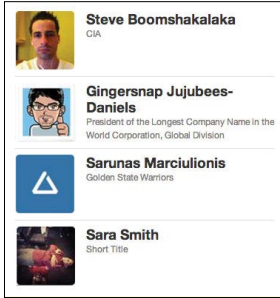 Steve Boomshakalaka
CIA
Gingersnap Jujubees-
Daniels
President of the Longest Company Name in the
World Corporation, Global Division
Sarunas Marciulionis
Golden State Warriors
Sara Smith
Short Title